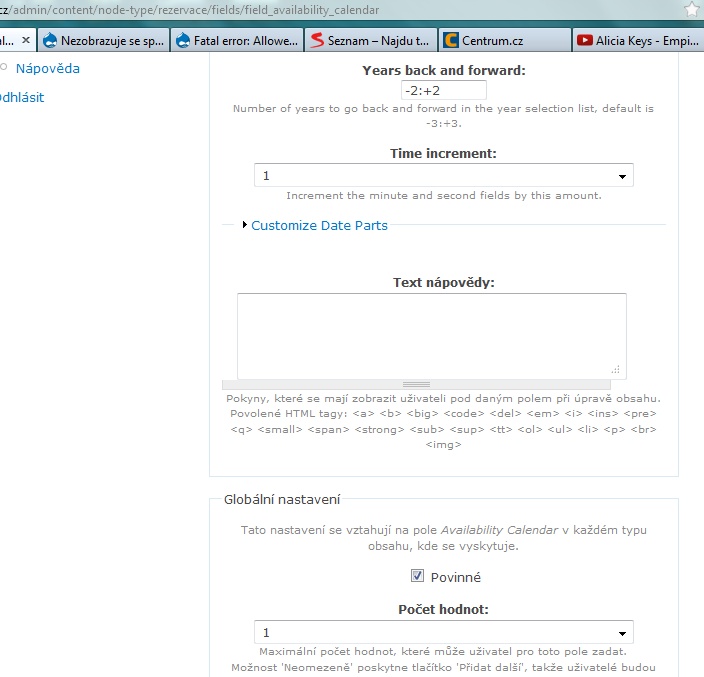 cz/admin/content/node-type/rezervace/fields/field_availability_calendar
al... × Nezobrazuje se sp... Fatal error: Allowe... Seznam – Najdu t... Centrum.cz Alicia Keys - Empi...
Nápověda
dhlásit
Years back and forward:
-2:+2
Number of years to go back and forward in the year selection list, default is
-3:+3.
Time increment:
1
Increment the minute and second fields by this amount.
Customize Date Parts
Text nápovědy:
Pokyny, které se mají zobrazit uživateli pod daným polem při úpravě obsahu.
Povolené HTML tagy: <a> <b> <big> <code> <del> <em> <i> <ins> <pre>
<q> <small> <span> <strong> <sub> <sup> <tt> <ol> <ul> <li> <p> <br>
<img>
Globální nastavení
Tato nastavení se vztahují na pole Availability Calendar v každém typu
obsahu, kde se vyskytuje.
Povinné
Počet hodnot:
1
Maximální počet hodnot, které může uživatel pro toto pole zadat.
Možnost 'Neomezeně' poskytne tlačítko 'Přidat další', takže uživatelé budou